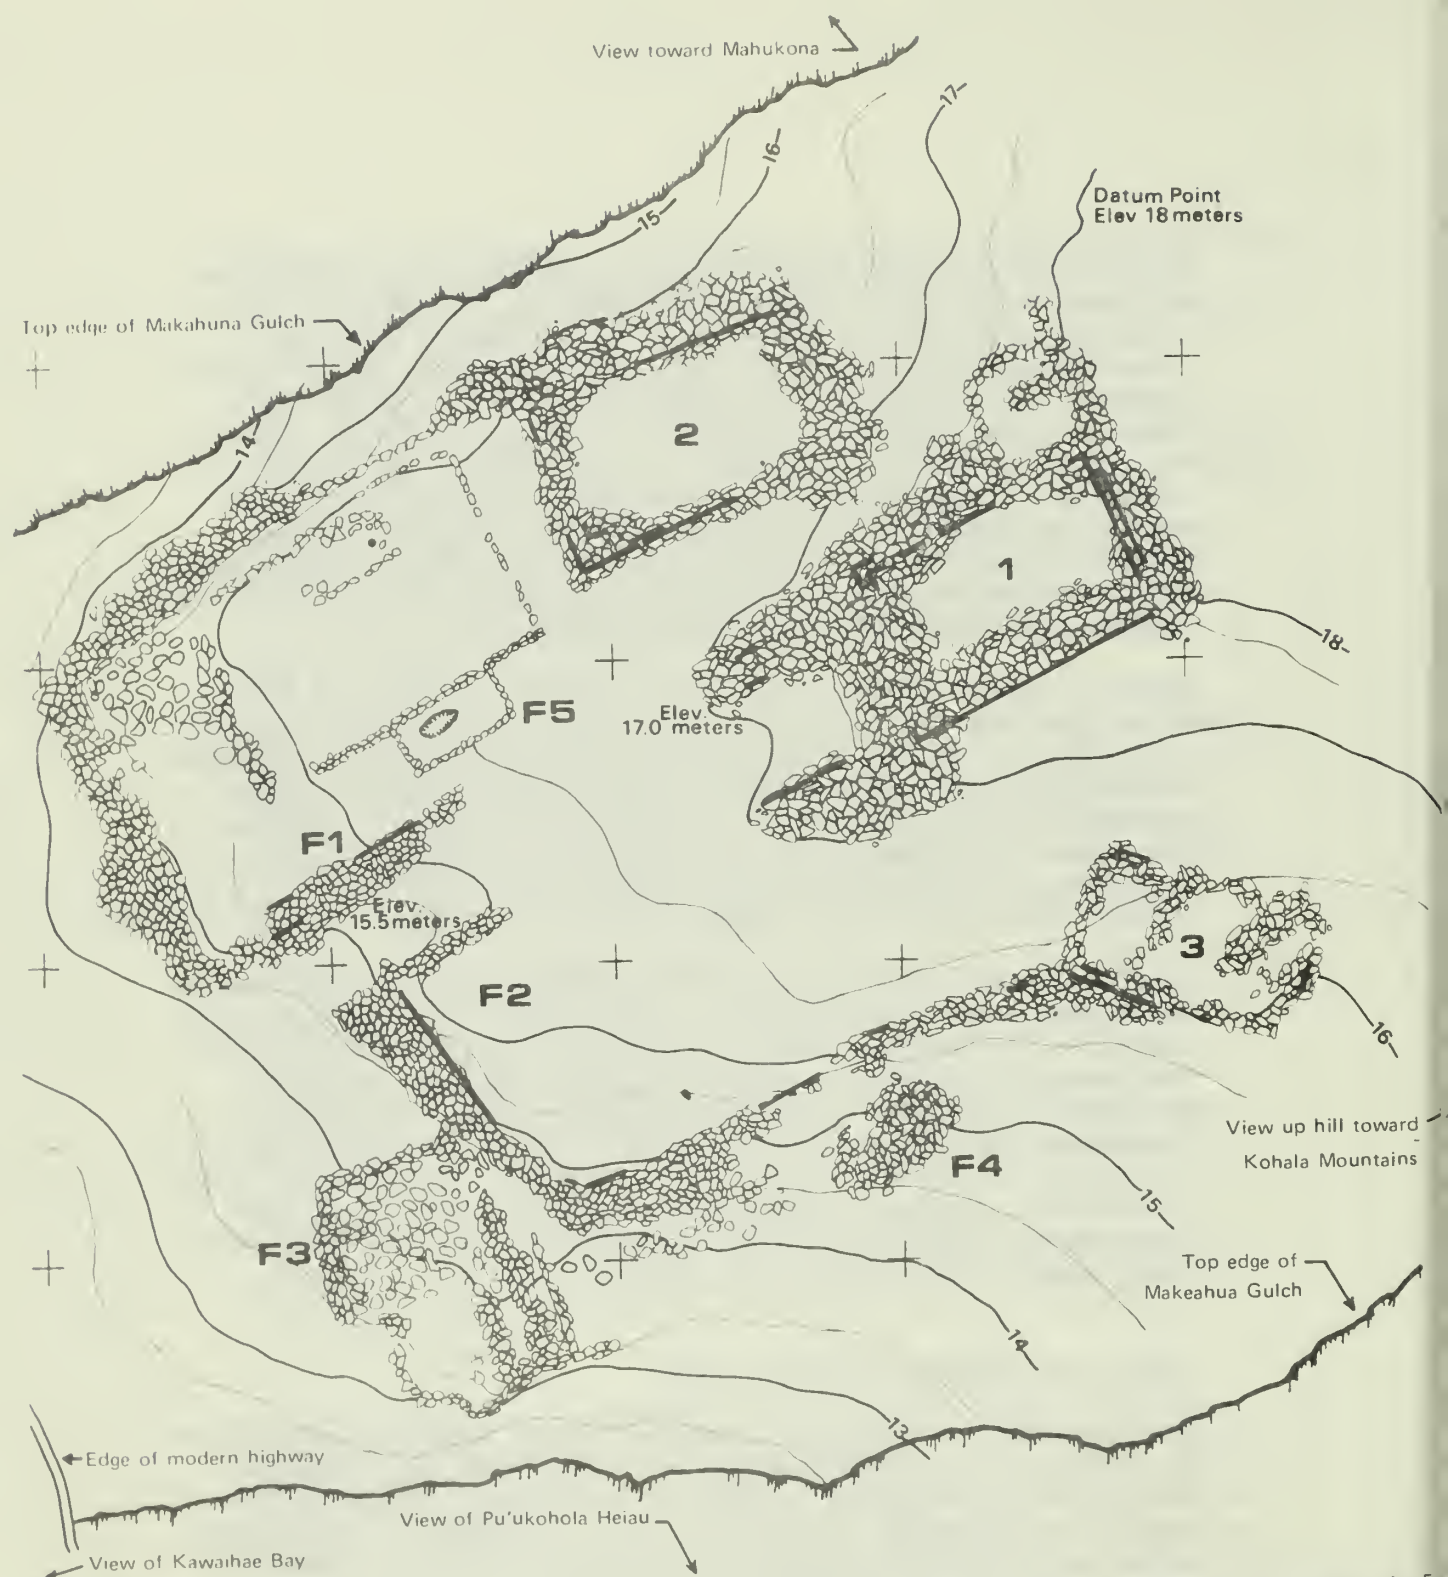 View toward Mahukona
17
16
Datum Point
Elev 18 meters
15
Top edge of Makahuna Gulch
14
2
1
18
F5
Elev.
17.0 meters
F1
Elev.
15.5 meters
3
F2
16
View up hill toward
Kohala Mountains
F4
15
F3
Top edge of
Makeahua Gulch
14
13
Edge of modern highway
View of Pu'ukohola Heiau
View of Kawaihae Bay